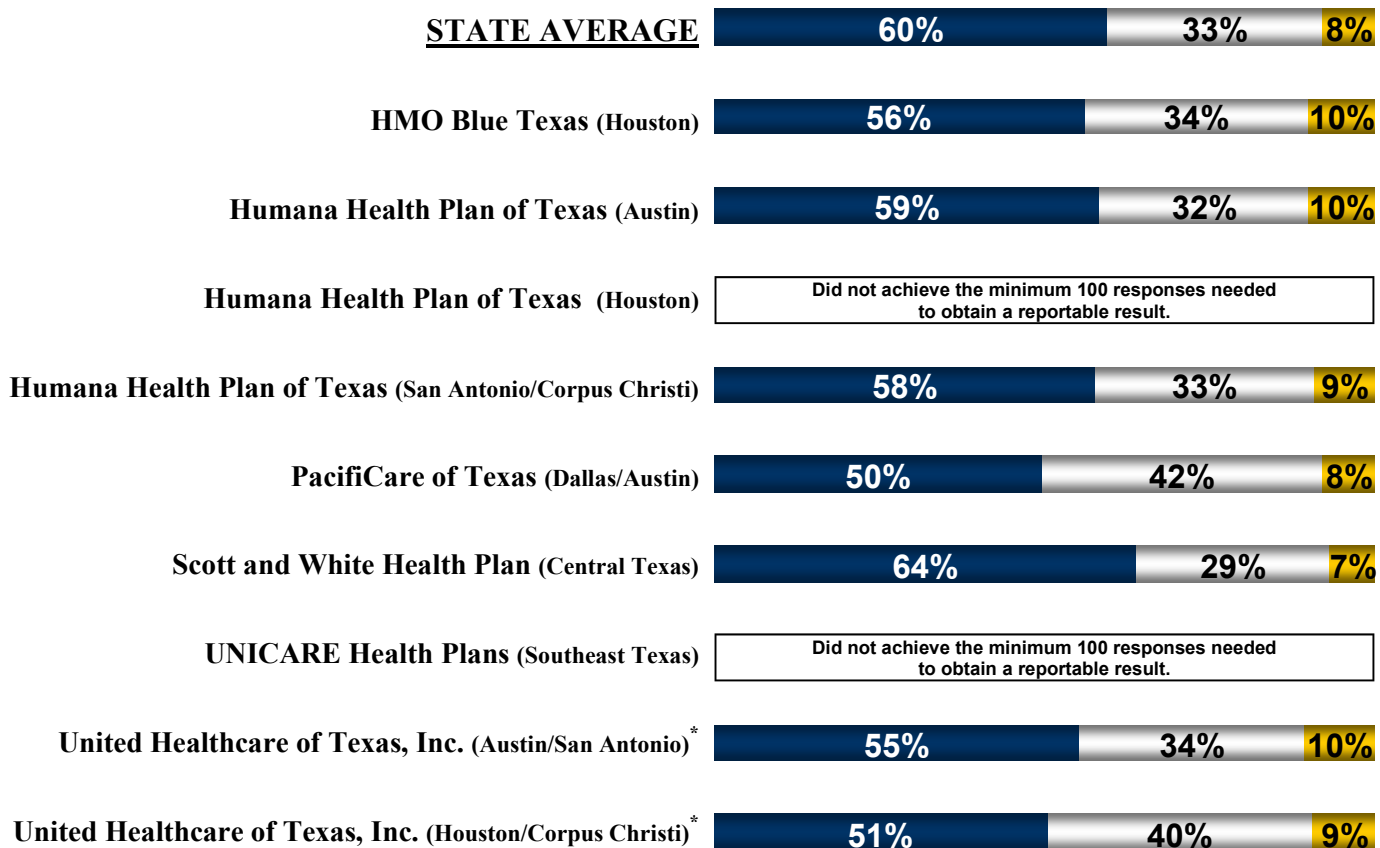 STATE AVERAGE 60% 33% 8%
HMO Blue Texas (Houston) 56% 34% 10%
Humana Health Plan of Texas (Austin) 59% 32% 10%
Humana Health Plan of Texas (Houston) Did not achieve the minimum 100 responses needed
to obtain a reportable result.
Humana Health Plan of Texas (San Antonio/Corpus Christi) 58% 33% 9%
PacifiCare of Texas (Dallas/Austin) 50% 42% 8%
Scott and White Health Plan (Central Texas) 64% 29% 7%
UNICARE Health Plans (Southeast Texas) Did not achieve the minimum 100 responses needed
to obtain a reportable result.
United Healthcare of Texas, Inc. (Austin/San Antonio)* 55% 34% 10%
United Healthcare of Texas, Inc. (Houston/Corpus Christi)* 51% 40% 9%